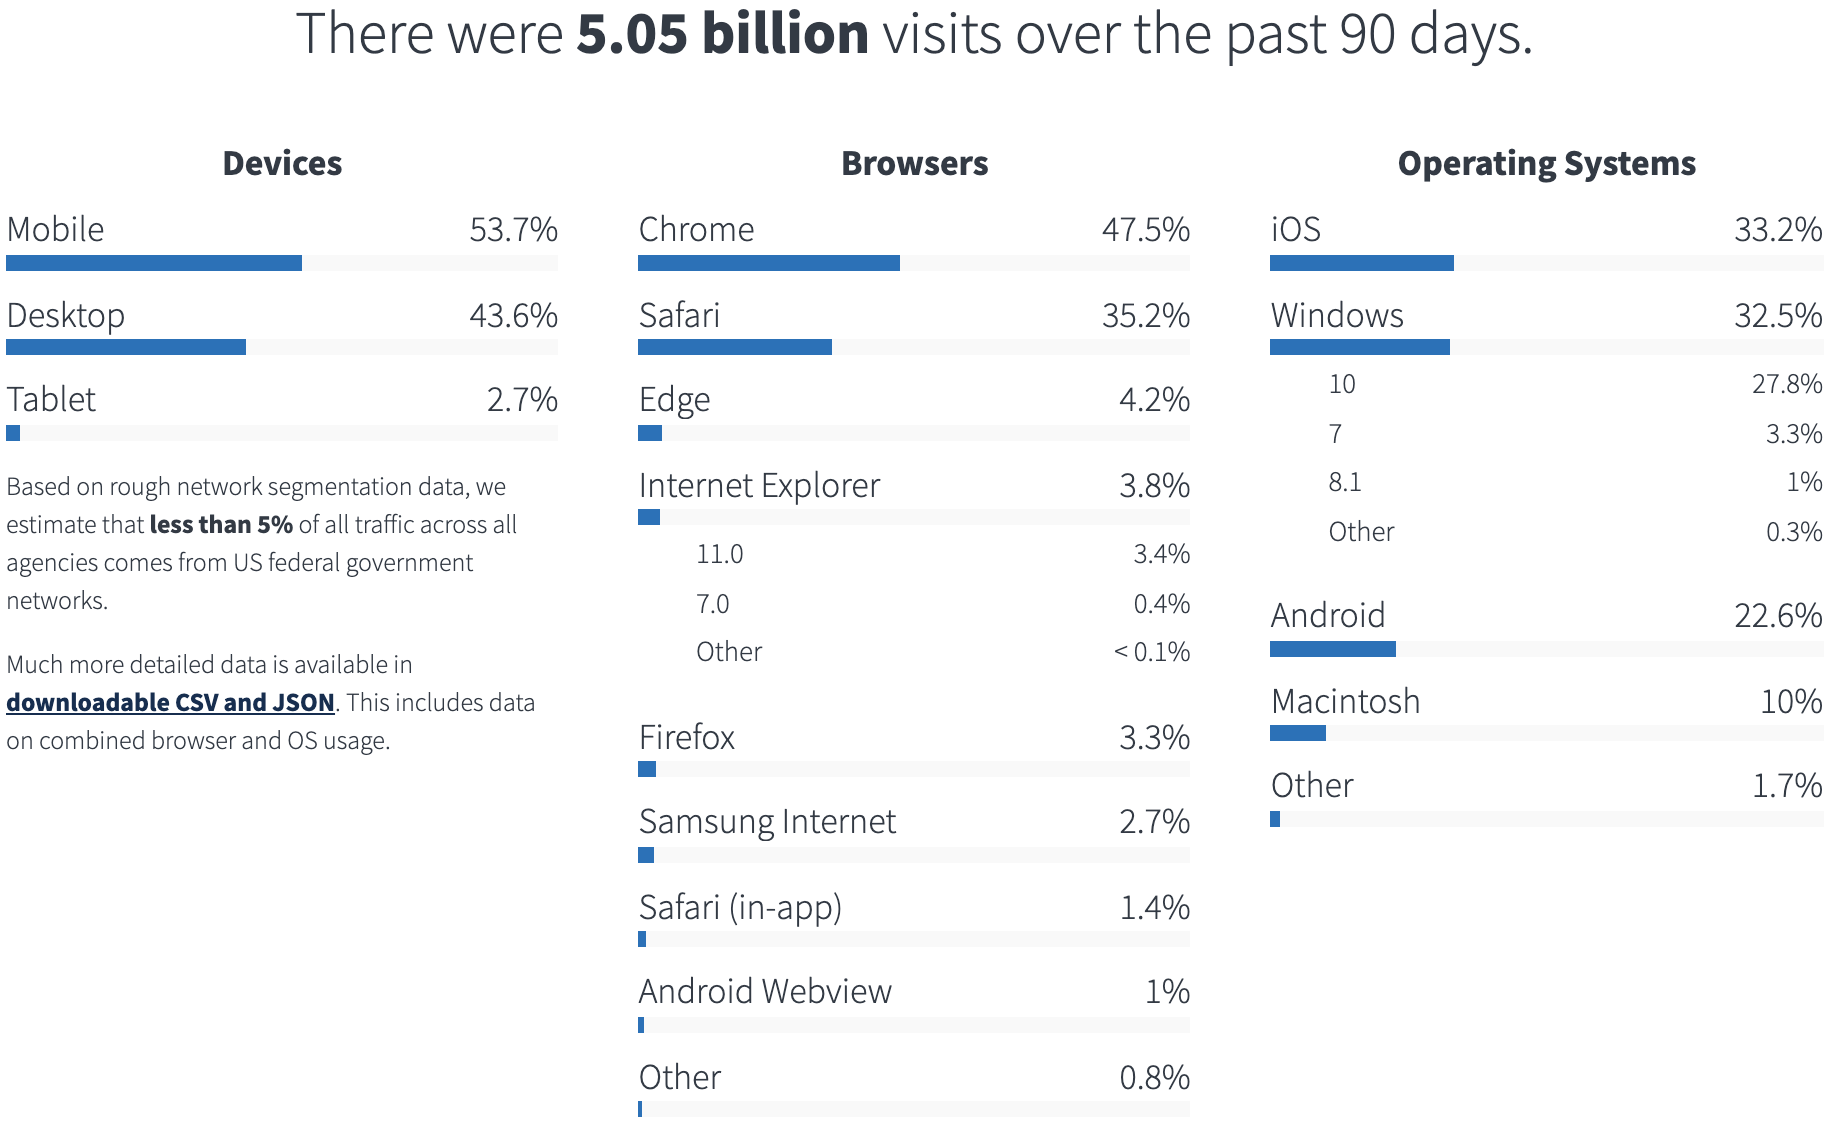 There were 5.05 billion visits over the past 90 days.
Devices
Mobile 53.7%
Desktop 43.6%
Tablet 2.7%
Based on rough network segmentation data, we
estimate that less than 5% of all traffic across all
agencies comes from US federal government
networks.
Much more detailed data is available in
downloadable CSV and JSON. This includes data
on combined browser and OS usage.
Browsers
Chrome 47.5%
Safari 35.2%
Edge 4.2%
Internet Explorer 3.8%
11.0 3.4%
7.0 0.4%
Other < 0.1%
Firefox 3.3%
Samsung Internet 2.7%
Safari (in-app) 1.4%
Android Webview 1%
Other 0.8%
Operating Systems
iOS 33.2%
Windows 32.5%
10 27.8%
7 3.3%
8.1 1%
Other 0.3%
Android 22.6%
Macintosh 10%
Other 1.7%